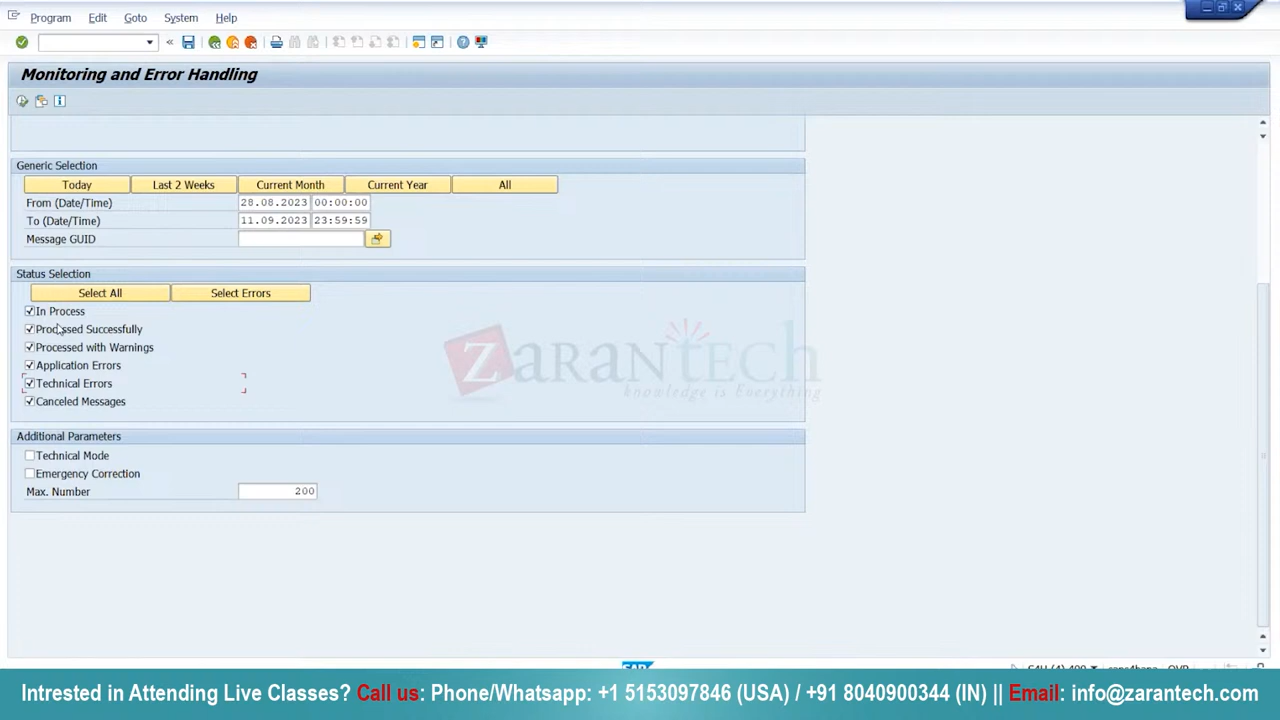 Program Edit Goto System Help
Monitoring and Error Handling
Generic Selection
Today Last 2 Weeks Current Month Current Year All
From (Date/Time) 28.08.2023 00:00:00
To (Date/Time) 11.09.2023 23:59:59
Message GUID
Status Selection
Select All Select Errors
In Process
Processed Successfully
Processed with Warnings
Application Errors
Technical Errors
Canceled Messages
Additional Parameters
Technical Mode
Emergency Correction
Max. Number 200
ZaranTech
knowledge is Everything
SAP
Intrested in Attending Live Classes? Call us: Phone/Whatsapp: +1 5153097846 (USA) / +91 8040900344 (IN) || Email: info@zarantech.com